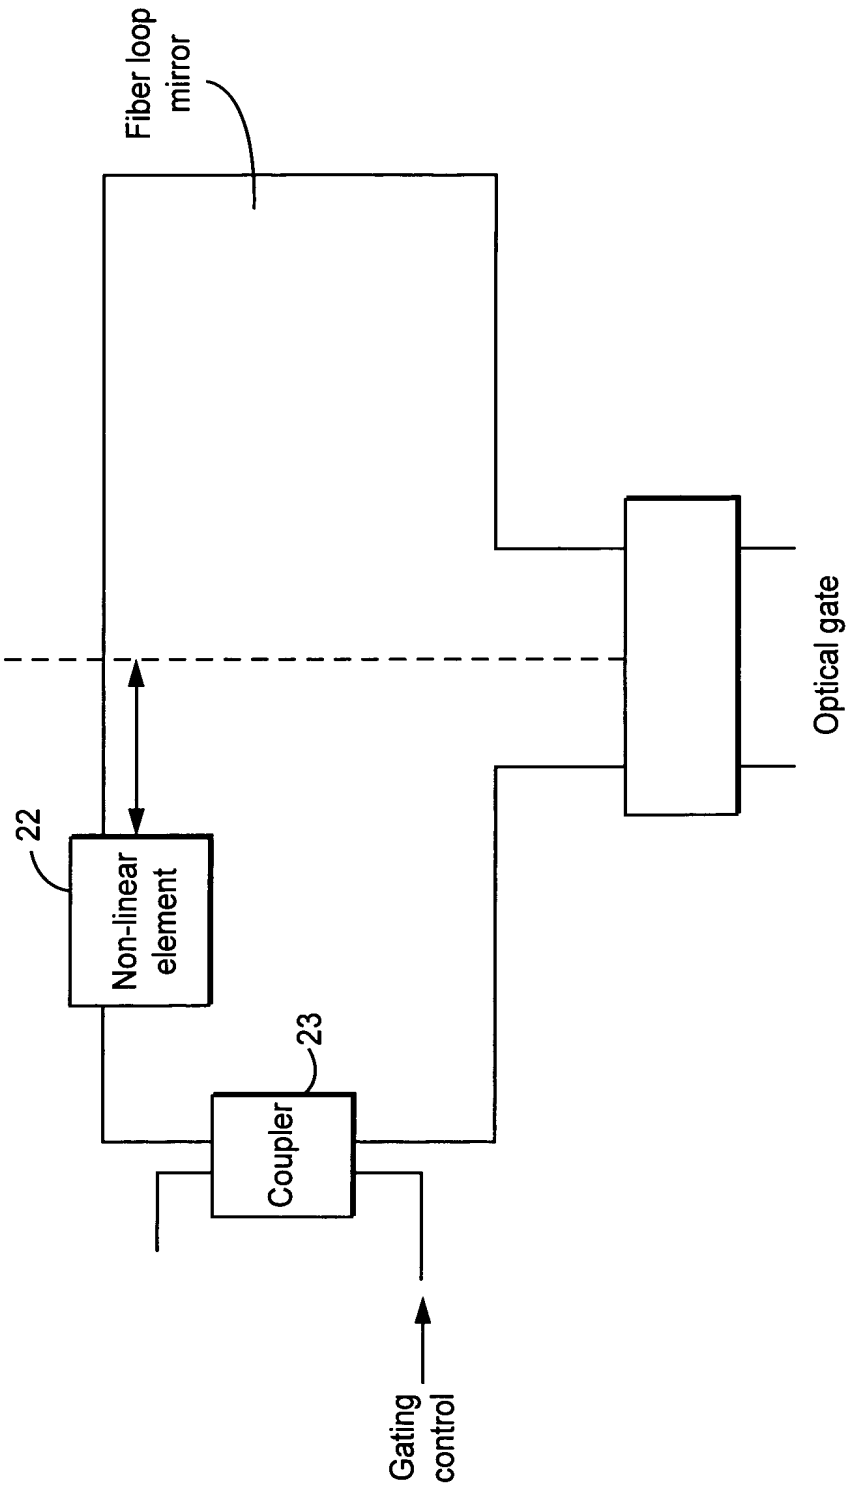 Fiber loop
mirror
22
Non-linear
element
23
Coupler
Gating
control
Optical gate